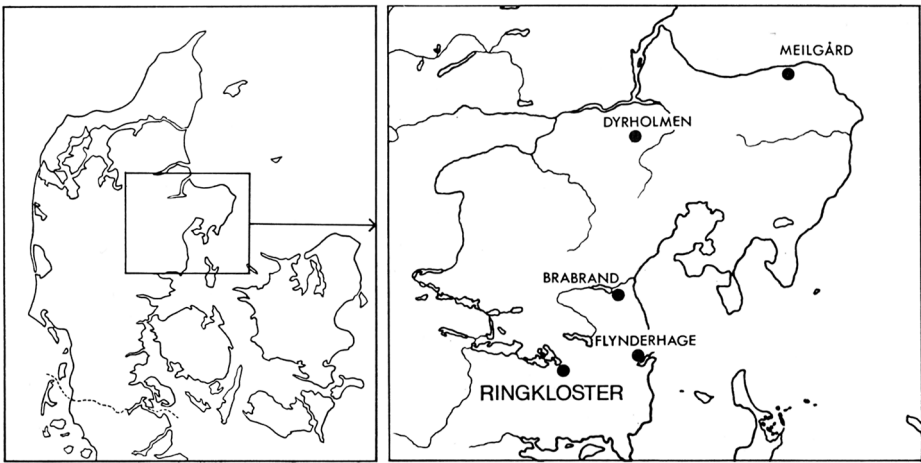 MEILGÅRD
DYRHOLMEN
BRABRAND
FLYNDERHAGE
RINGKLOSTER